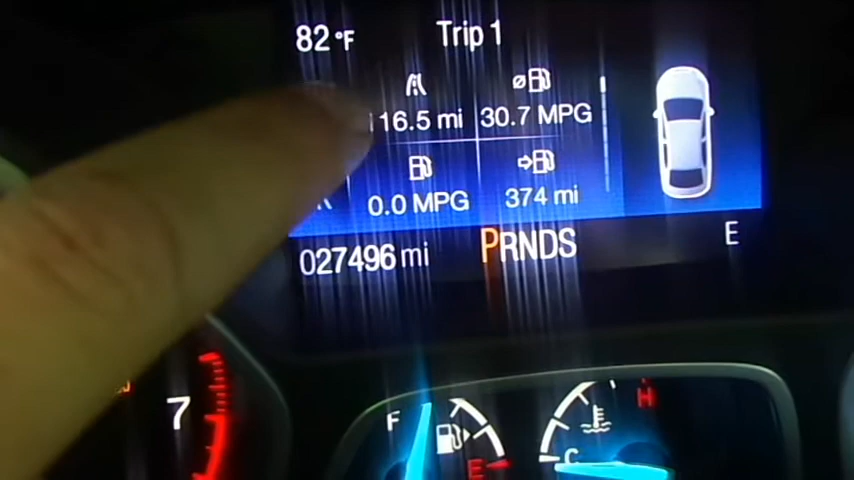 82 °F Trip 1
16.5 mi 30.7 MPG
0.0 MPG 374 mi
027496 mi PRNDS E
7
F E C H